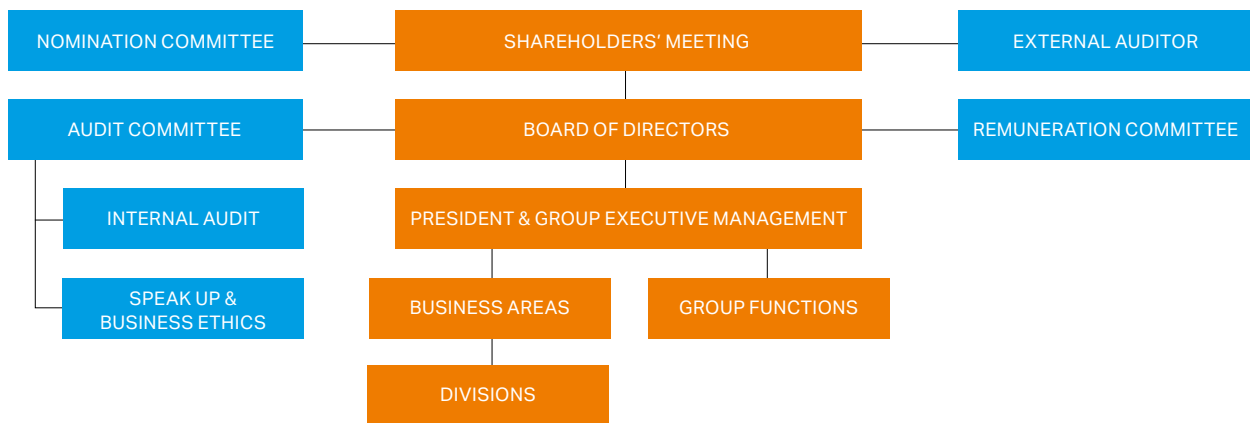 NOMINATION COMMITTEE
SHAREHOLDERS’ MEETING
EXTERNAL AUDITOR
AUDIT COMMITTEE
BOARD OF DIRECTORS
REMUNERATION COMMITTEE
INTERNAL AUDIT
PRESIDENT & GROUP EXECUTIVE MANAGEMENT
SPEAK UP &
BUSINESS ETHICS
BUSINESS AREAS
GROUP FUNCTIONS
DIVISIONS